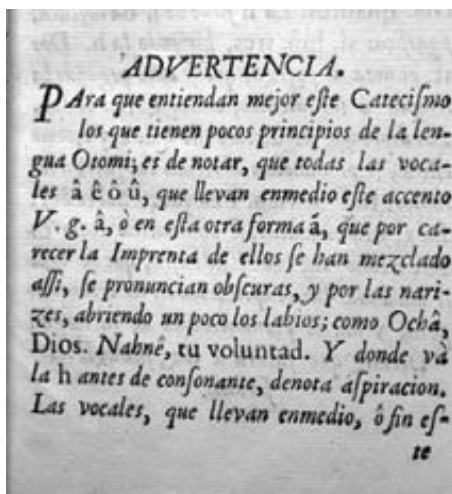 ADVERTENCIA.
PAra que entiendan mejor eſte Cateciſmo
los que tienen pocos principios de la len-
gua Otomi; es de notar, que todas las voca-
les â ê ô û, que llevan enmedio eſte accento
V. g. â, ò en eſta otra forma á, que por ca-
recer la Imprenta de ellos ſe han mezclado
aſſi, ſe pronuncian obſcuras, y por las nari-
zes, abriendo un poco los labios; como Ochâ,
Dios. Nahnê, tu voluntad. Y donde và
la h antes de conſonante, denota aſpiracion.
Las vocales, que llevan enmedio, ô fin eſ-
te